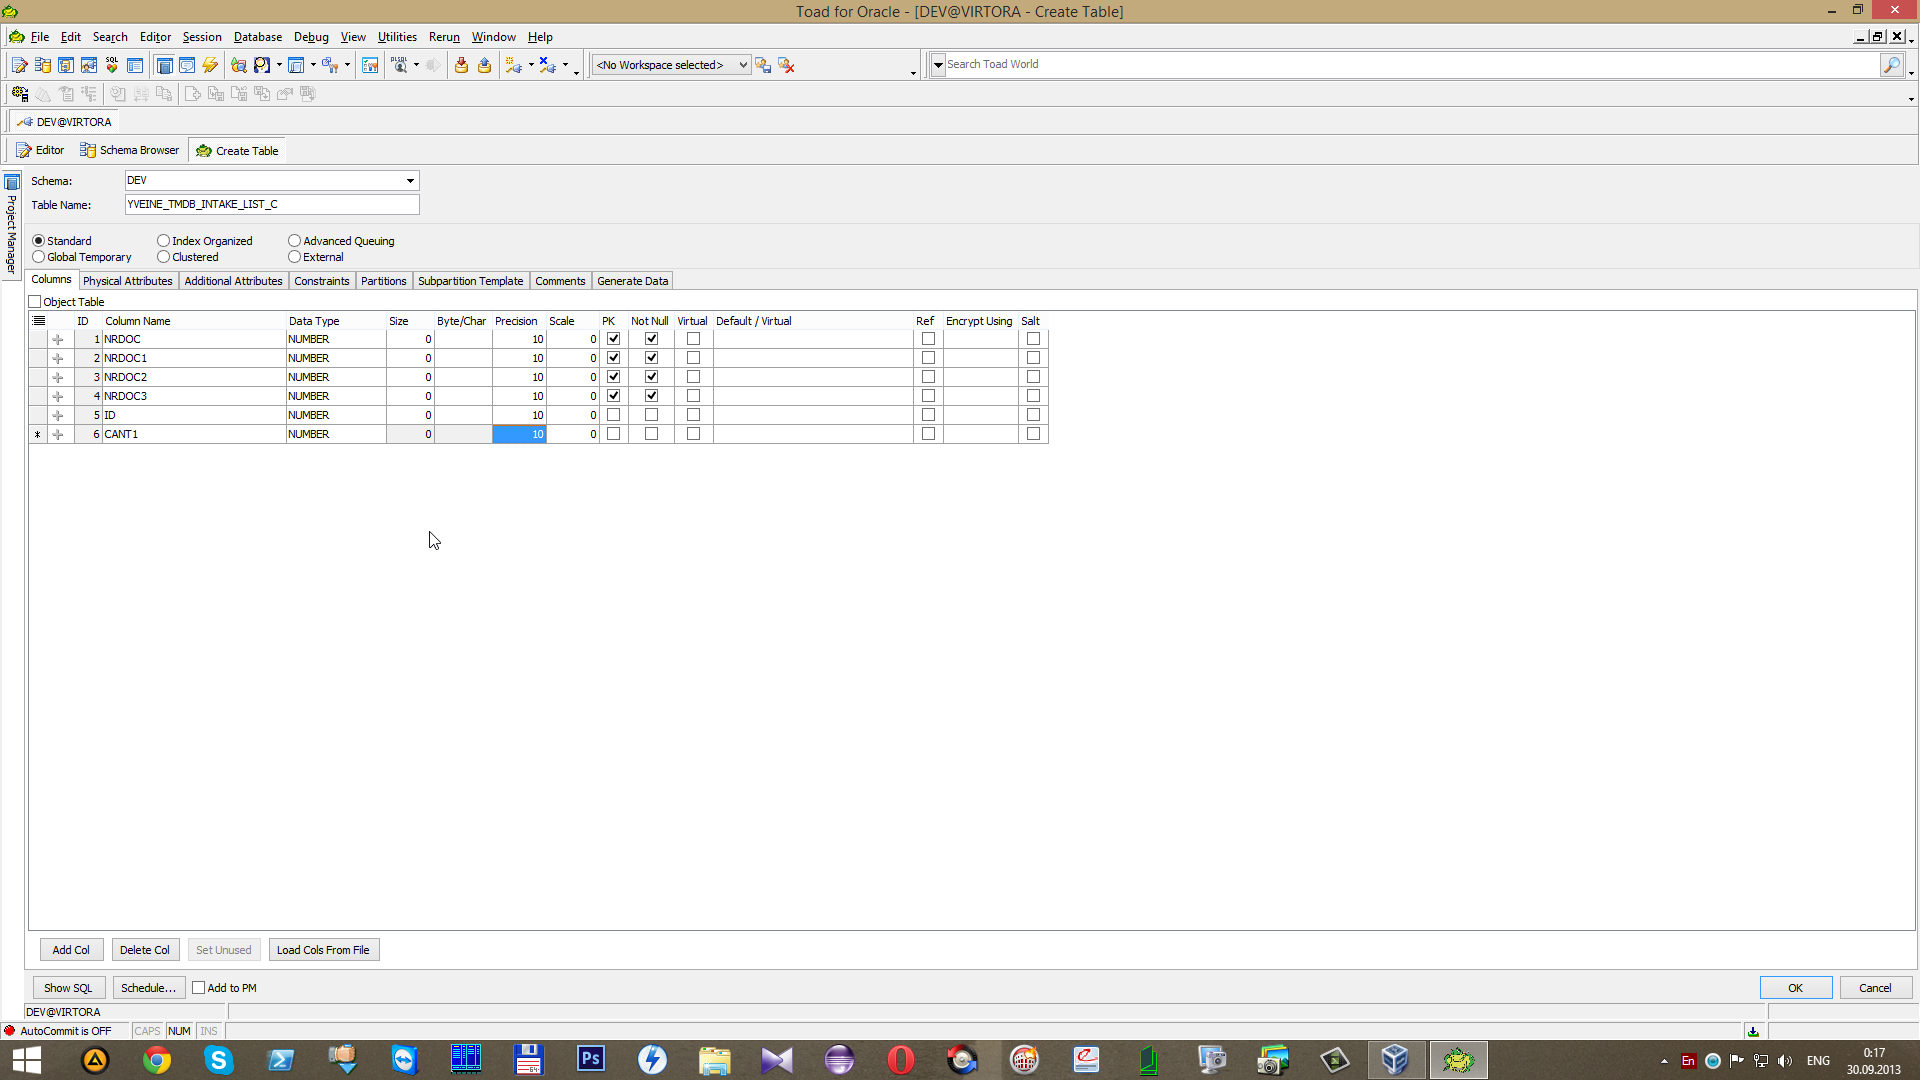 Toad for Oracle - [DEV@VIRTORA - Create Table]
File Edit Search Editor Session Database Debug View Utilities Rerun Window Help
SQL
PLSQL
<No Workspace selected>
Search Toad World
DEV@VIRTORA
Editor Schema Browser Create Table
Project Manager
Schema: DEV
Table Name: YVEINE_TMDB_INTAKE_LIST_C
Standard Index Organized Advanced Queuing
Global Temporary Clustered External
Columns Physical Attributes Additional Attributes Constraints Partitions Subpartition Template Comments Generate Data
Object Table
ID Column Name Data Type Size Byte/Char Precision Scale PK Not Null Virtual Default / Virtual Ref Encrypt Using Salt
1 NRDOC NUMBER 0 10 0
2 NRDOC1 NUMBER 0 10 0
3 NRDOC2 NUMBER 0 10 0
4 NRDOC3 NUMBER 0 10 0
5 ID NUMBER 0 10 0
* 6 CANT1 NUMBER 0 10 0
Add Col Delete Col Set Unused Load Cols From File
Show SQL Schedule... Add to PM OK Cancel
DEV@VIRTORA
AutoCommit is OFF CAPS NUM INS
64
Ps
En
ENG
0:17
30.09.2013